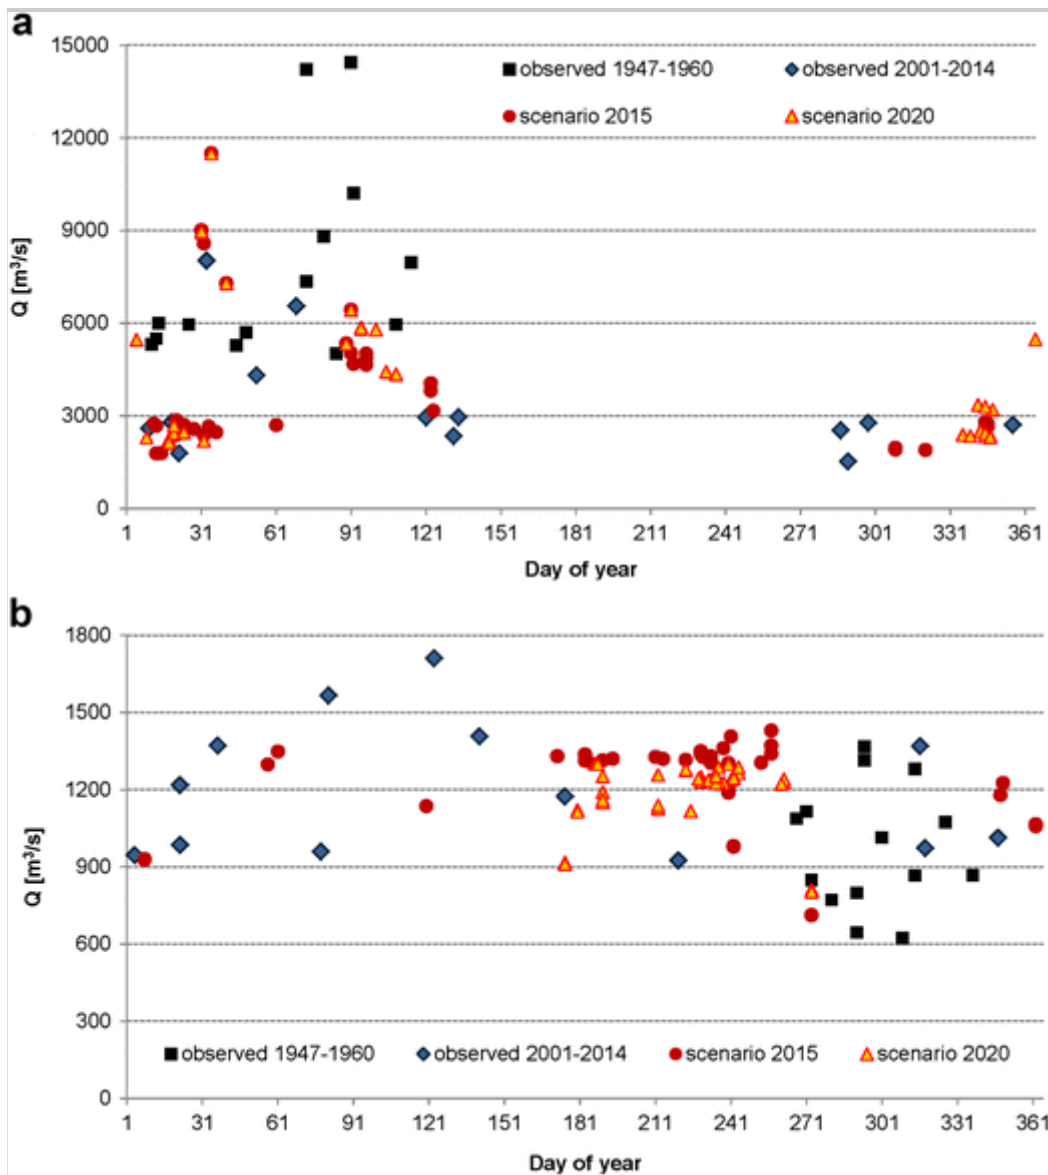 a
15000
observed 1947-1960 observed 2001-2014
scenario 2015 scenario 2020
12000
9000
Q [m³/s]
6000
3000
0
1 31 61 91 121 151 181 211 241 271 301 331 361
Day of year
b
1800
1500
1200
Q [m³/s]
900
600
300
observed 1947-1960 observed 2001-2014 scenario 2015 scenario 2020
0
1 31 61 91 121 151 181 211 241 271 301 331 361
Day of year